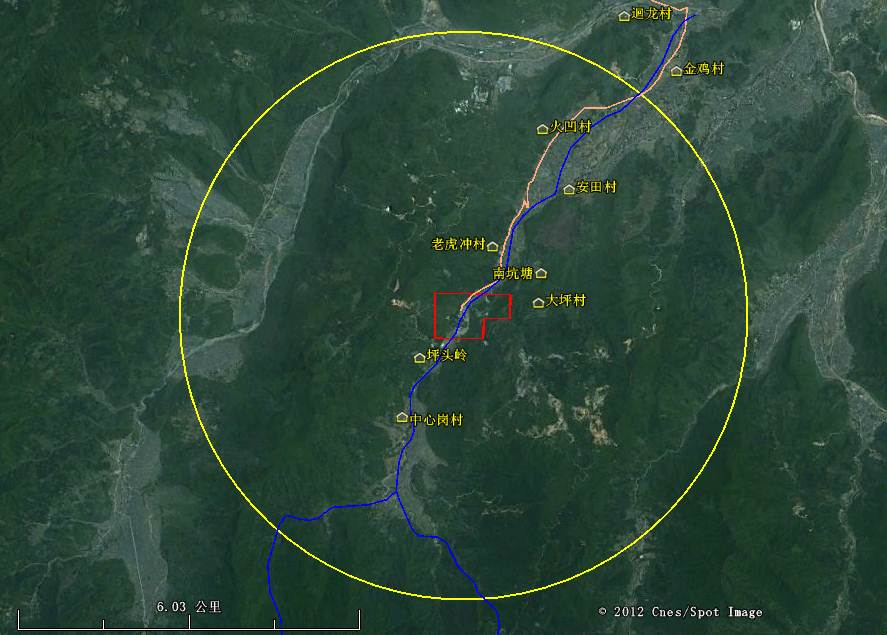 迴龙村
金鸡村
火凹村
安田村
老虎冲村
南坑塘
大坪村
坪头岭
中心岗村
6.03 公里
© 2012 Cnes/Spot Image